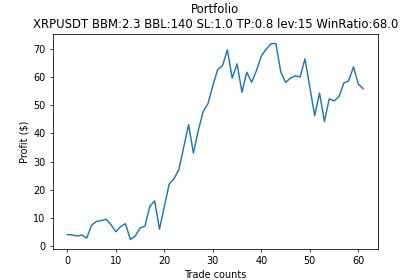 Portfolio
XRPUSDT BBM:2.3 BBL:140 SL:1.0 TP:0.8 lev:15 WinRatio:68.0
70
60
50
40
30
20
10
0
Profit ($)
0 10 20 30 40 50 60
Trade counts